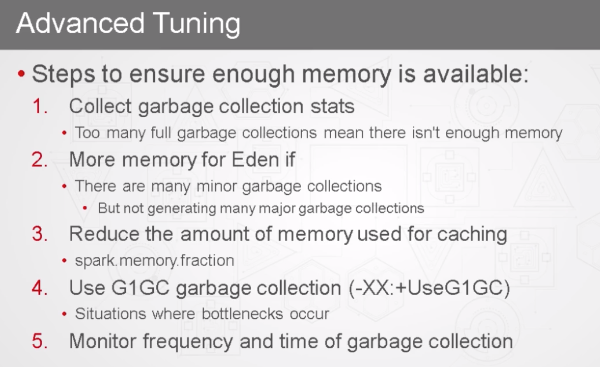 Advanced Tuning
• Steps to ensure enough memory is available:
1. Collect garbage collection stats
• Too many full garbage collections mean there isn't enough memory
2. More memory for Eden if
• There are many minor garbage collections
• But not generating many major garbage collections
3. Reduce the amount of memory used for caching
• spark.memory.fraction
4. Use G1GC garbage collection (-XX:+UseG1GC)
• Situations where bottlenecks occur
5. Monitor frequency and time of garbage collection